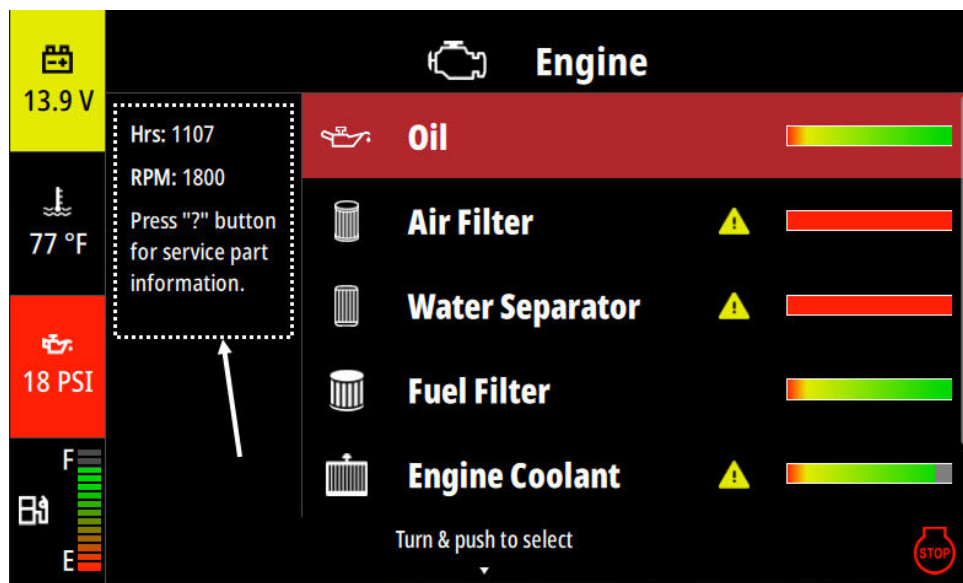 Engine
13.9 V
77 °F
18 PSI
F
E
Hrs: 1107
RPM: 1800
Press "?" button
for service part
information.
Oil
Air Filter
Water Separator
Fuel Filter
Engine Coolant
Turn & push to select
STOP